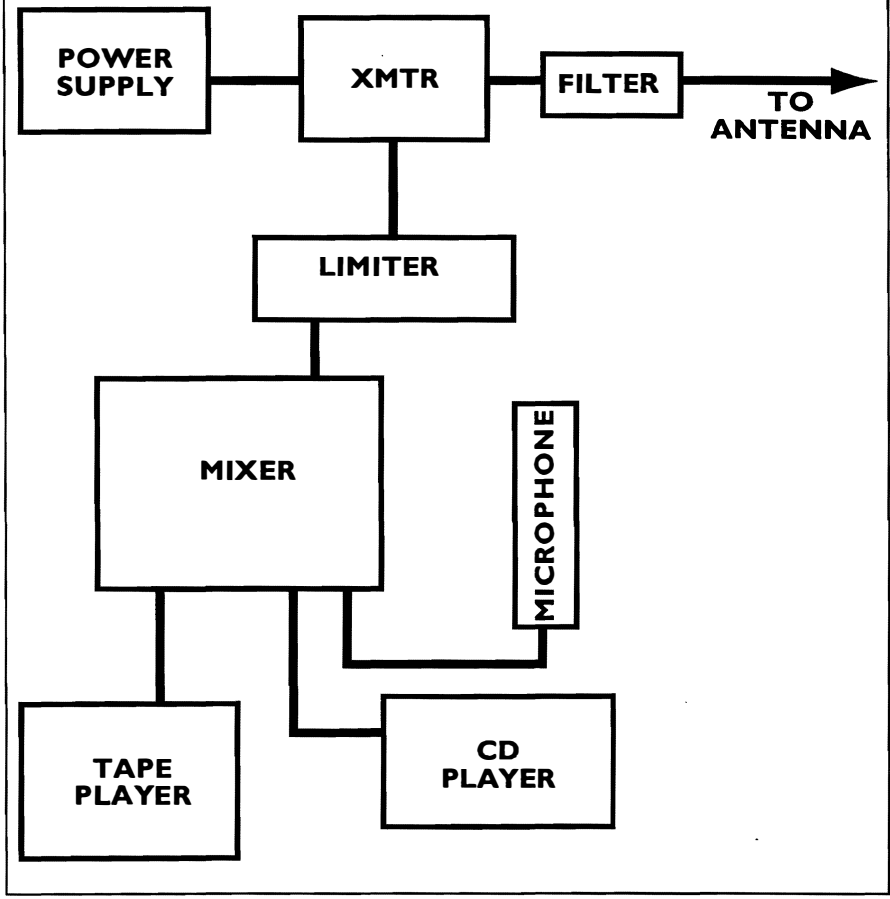 POWER
SUPPLY
XMTR
FILTER
TO
ANTENNA
LIMITER
MIXER
MICROPHONE
TAPE
PLAYER
CD
PLAYER